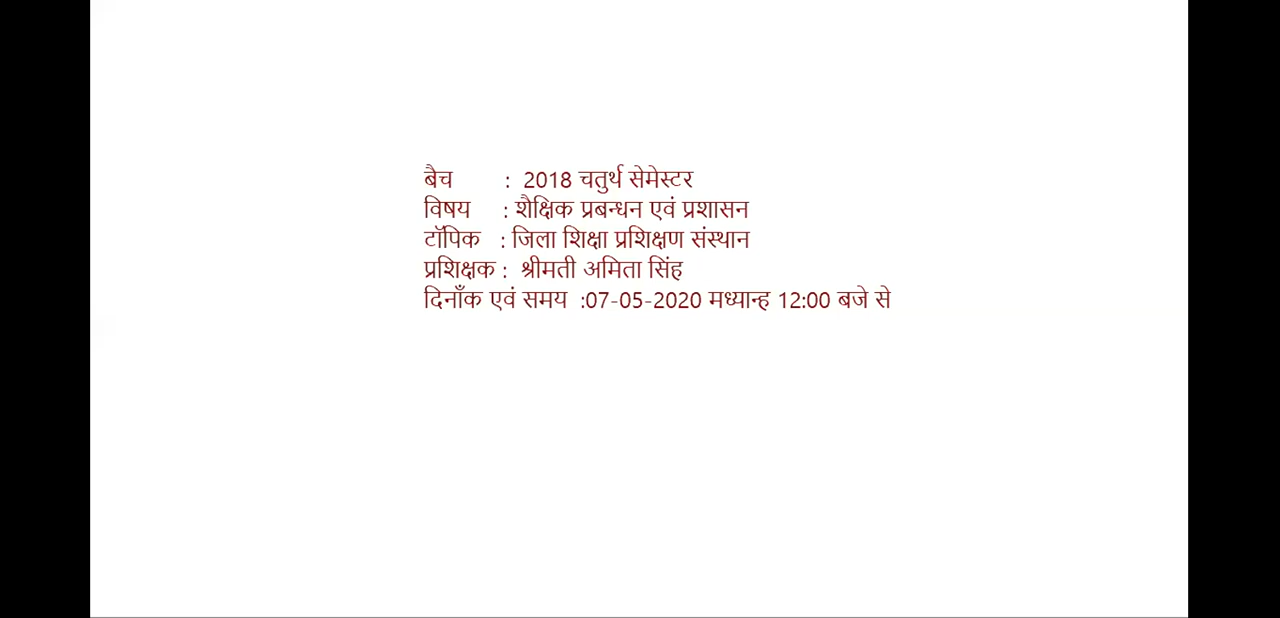 बैच : 2018 चतुर्थ सेमेस्टर
विषय : शैक्षिक प्रबन्धन एवं प्रशासन
टॉपिक : जिला शिक्षा प्रशिक्षण संस्थान
प्रशिक्षक : श्रीमती अमिता सिंह
दिनाँक एवं समय :07-05-2020 मध्यान्ह 12:00 बजे से